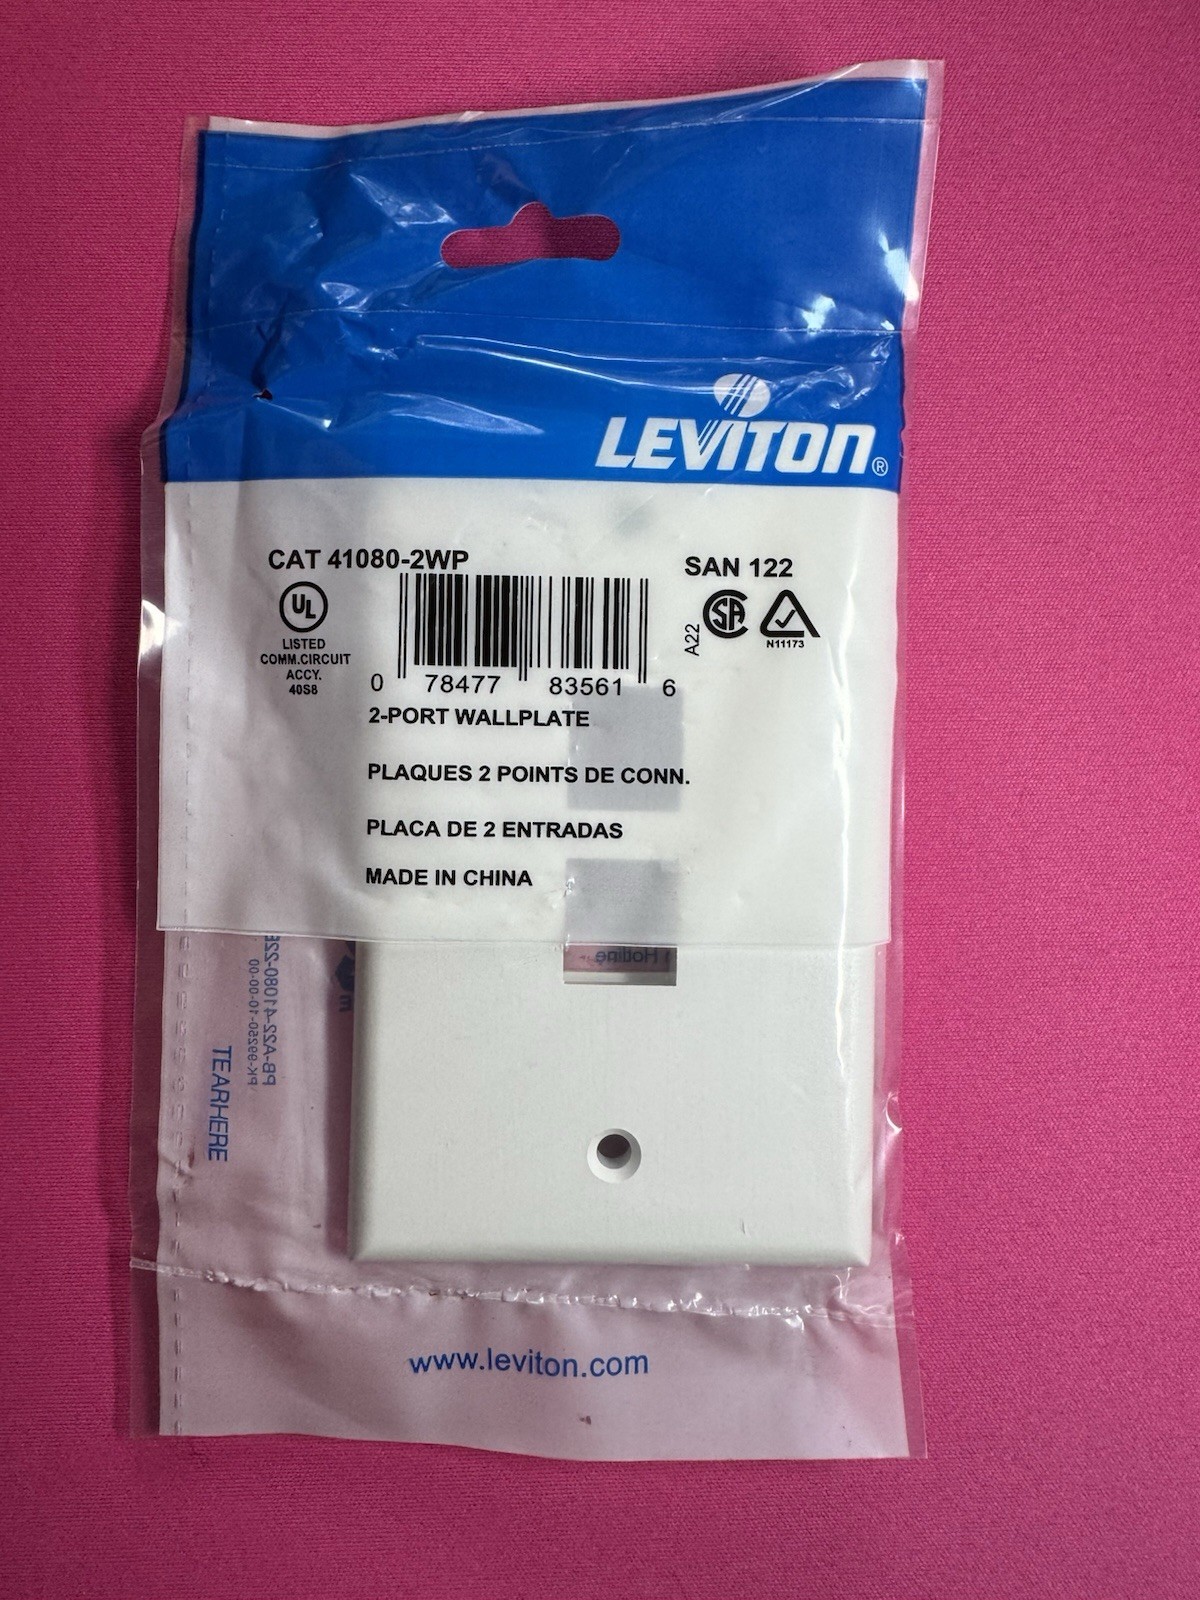 LEVITON®
CAT 41080-2WP
SAN 122
UL
LISTED
COMM.CIRCUIT
ACCY.
40S8
A22
SA
N11173
0 78477 83561 6
2-PORT WALLPLATE
PLAQUES 2 POINTS DE CONN.
PLACA DE 2 ENTRADAS
MADE IN CHINA
Hotline
TEARHERE
www.leviton.com